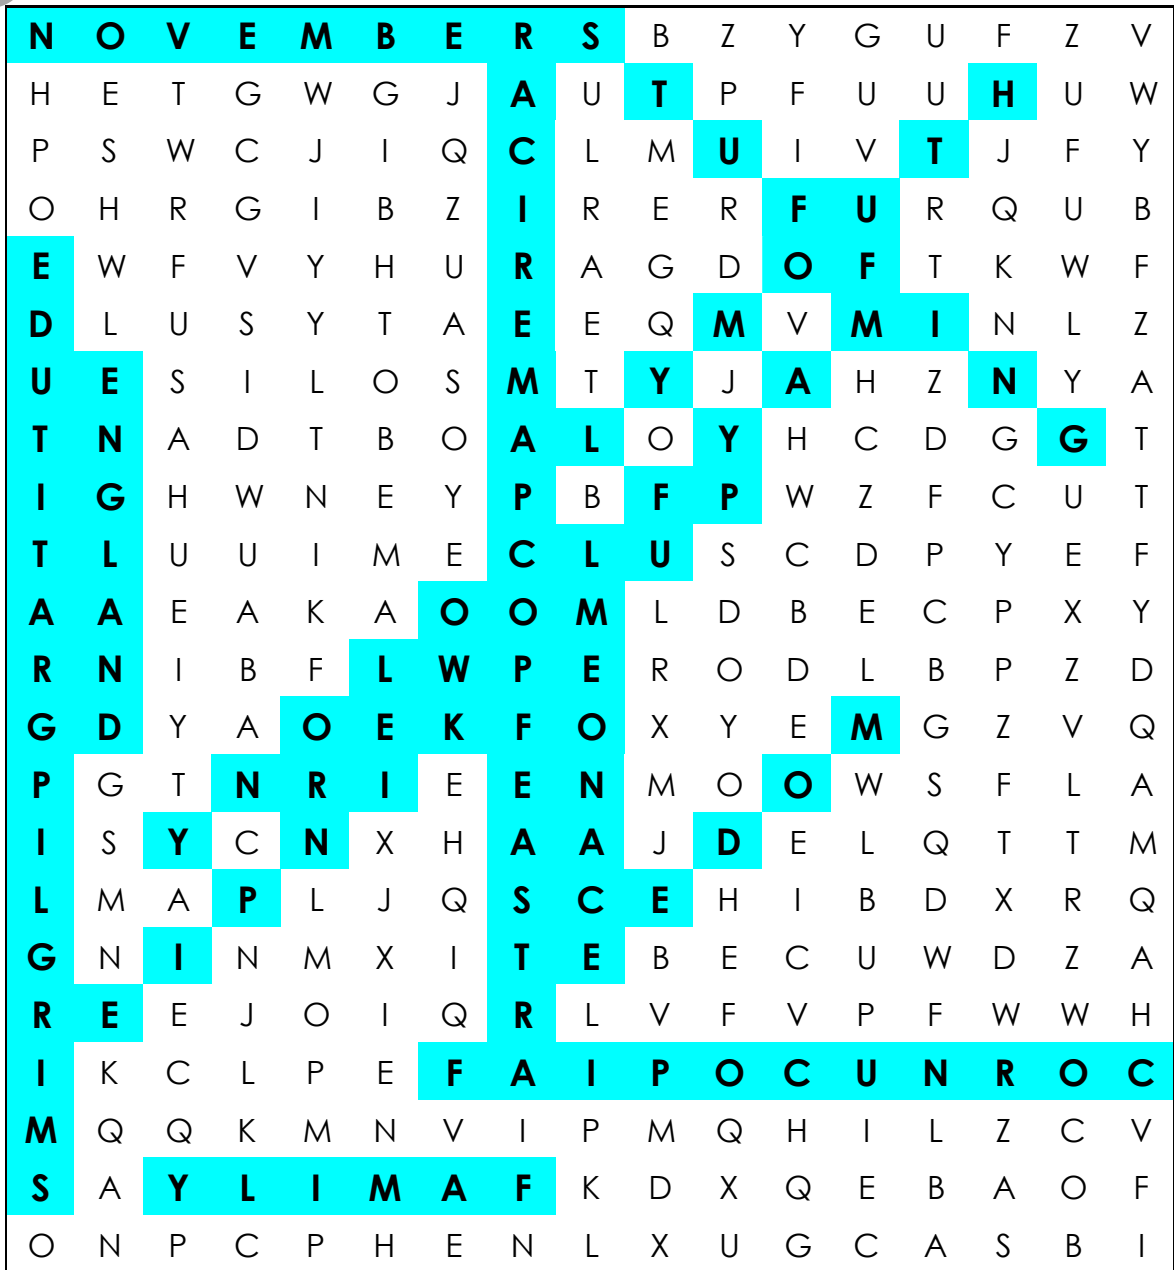 N O V E M B E R S B Z Y G U F Z V
H E T G W G J A U T P F U U H U W
P S W C J I Q C L M U I V T J F Y
O H R G I B Z I R E R F U R Q U B
E W F V Y H U R A G D O F T K W F
D L U S Y T A E E Q M V M I N L Z
U E S I L O S M T Y J A H Z N Y A
T N A D T B O A L O Y H C D G G T
I G H W N E Y P B F P W Z F C U T
T L U U I M E C L U S C D P Y E F
A A E A K A O O M L D B E C P X Y
R N I B F L W P E R O D L B P Z D
G D Y A O E K F O X Y E M G Z V Q
P G T N R I E E N M O O W S F L A
I S Y C N X H A A J D E L Q T T M
L M A P L J Q S C E H I B D X R Q
G N I N M X I T E B E C U W D Z A
R E E J O I Q R L V F V P F W W H
I K C L P E F A I P O C U N R O C
M Q Q K M N V I P M Q H I L Z C V
S A Y L I M A F K D X Q E B A O F
O N P C P H E N L X U G C A S B I